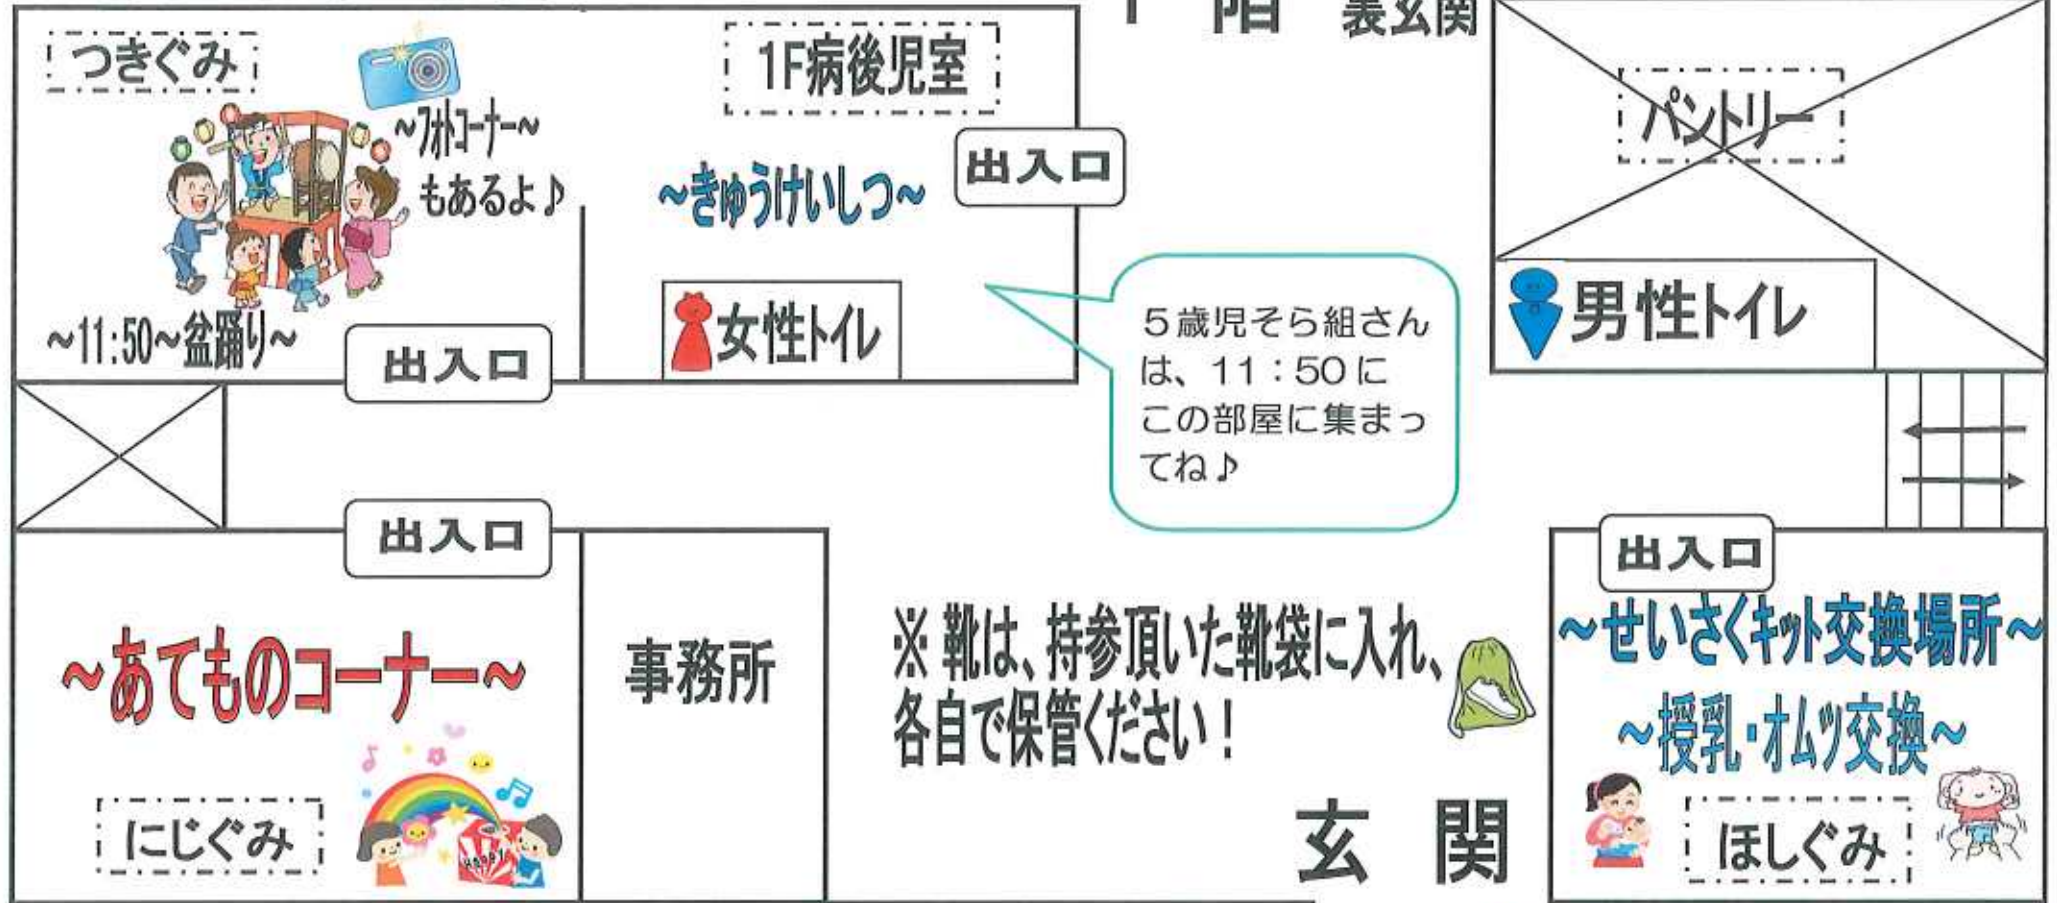 1 階 裏玄関
つきぐみ
～フォトコーナー～
もあるよ♪
～11:50～盆踊り～
出入口
1F病後児室
～きゅうけいしつ～
出入口
女性トイレ
パントリー
男性トイレ
５歳児そら組さん
は、11：50に
この部屋に集まっ
てね♪
出入口
～あてものコーナー～
にじぐみ
HAPPY
事務所
※靴は、持参頂いた靴袋に入れ、
各自で保管ください！
玄 関
出入口
～せいさくキット交換場所～
～授乳・オムツ交換～
ほしぐみ